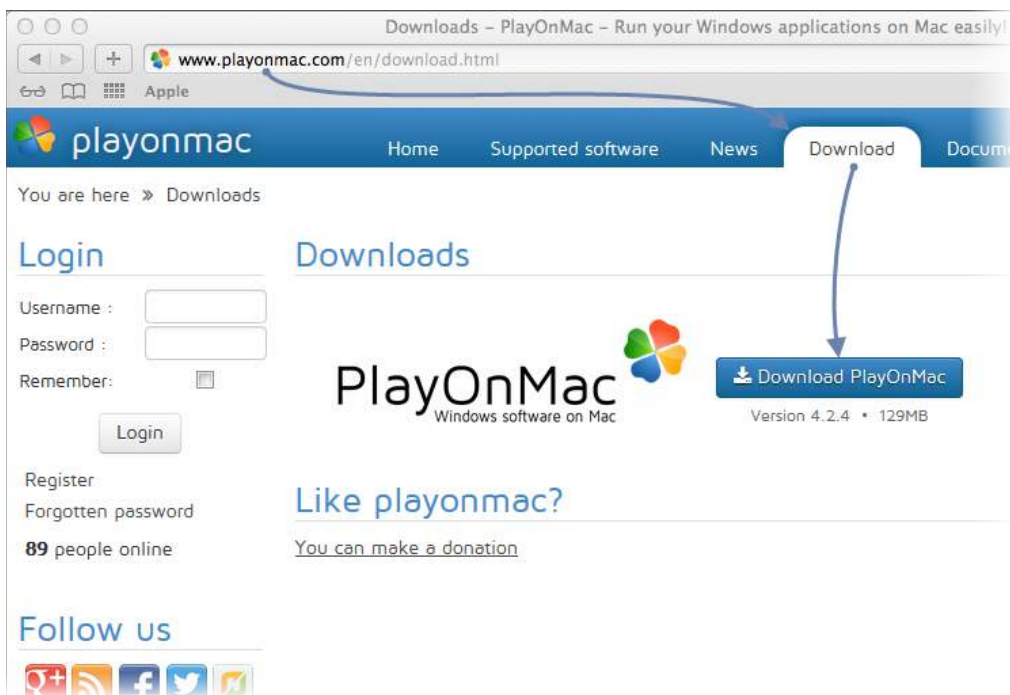 Downloads – PlayOnMac – Run your Windows applications on Mac easily!
www.playonmac.com/en/download.html
Apple
playonmac
Home Supported software News Download
You are here » Downloads
Login
Username :
Password :
Remember:
Login
Register
Forgotten password
89 people online
Follow us
Downloads
PlayOnMac
Windows software on Mac
Download PlayOnMac
Version 4.2.4 • 129MB
Like playonmac?
You can make a donation